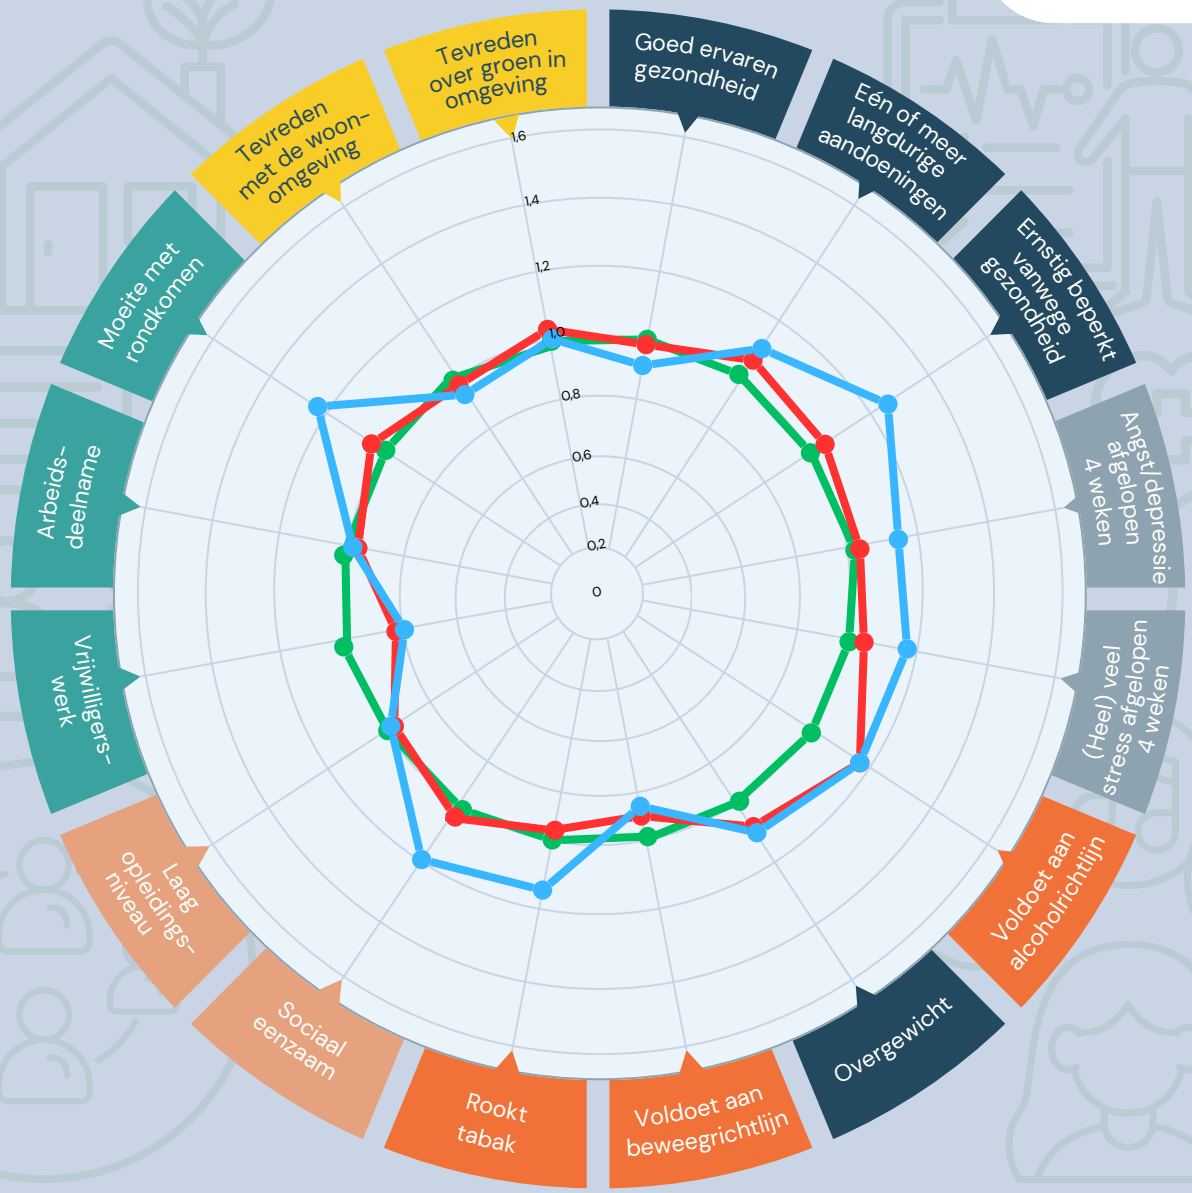 Goed ervaren
gezondheid
Eén of meer
langdurige
aandoeningen
Ernstig beperkt
vanwege
gezondheid
Angst/depressie
afgelopen
4 weken
(Heel) veel
stress afgelopen
4 weken
Voldoet aan
alcoholrichtlijn
Overgewicht
Voldoet aan
beweegrichtlijn
Rookt
tabak
Sociaal
eenzaam
Laag
opleidings-
niveau
Vrijwilligers-
werk
Arbeids-
deelname
Moeite met
rondkomen
Tevreden
met de woon-
omgeving
Tevreden
over groen in
omgeving
1,6
1,4
1,2
1,0
0,8
0,6
0,4
0,2
0